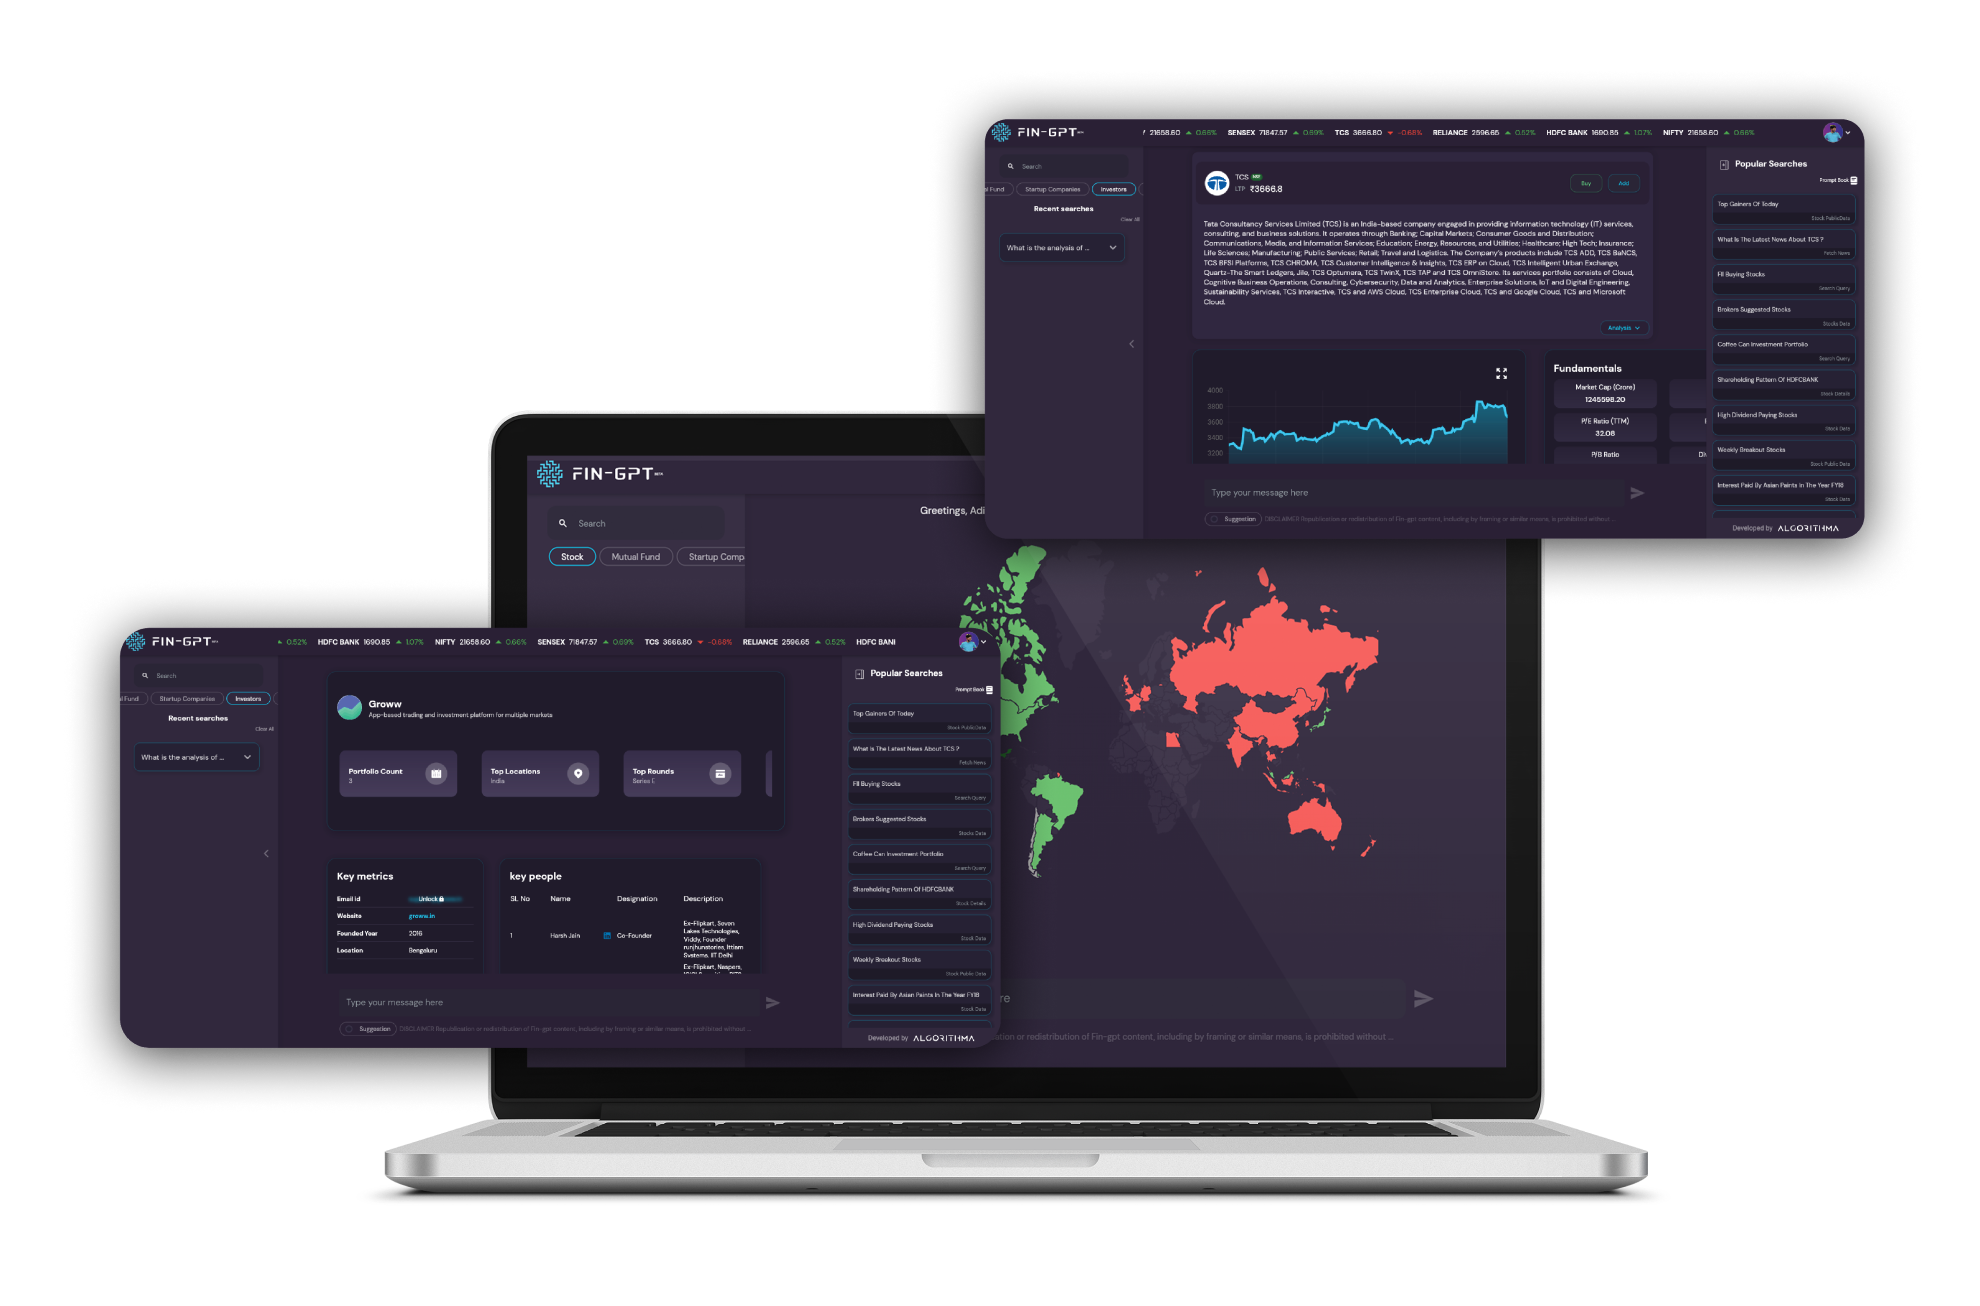 FIN-GPT BETA
/ 21658.60 ▲ 0.66% SENSEX 71847.57 ▲ 0.69% TCS 3666.80 ▼ -0.68% RELIANCE 2596.65 ▲ 0.52% HDFC BANK 1690.85 ▲ 1.07% NIFTY 21658.60 ▲ 0.66%
Search
l Fund Startup Companies Investors
Recent searches
Clear All
What is the analysis of ...
TCS
LTP ₹3666.8
Buy Add
Tata Consultancy Services Limited (TCS) is an India-based company engaged in providing information technology (IT) services,
consulting, and business solutions. It operates through Banking; Capital Markets; Consumer Goods and Distribution;
Communications, Media, and Information Services; Education; Energy, Resources, and Utilities; Healthcare; High Tech; Insurance;
Life Sciences; Manufacturing; Public Services; Retail; Travel and Logistics. The Company's products include TCS ADD, TCS BaNCS,
TCS BFSI Platforms, TCS CHROMA, TCS Customer Intelligence & Insights, TCS ERP on Cloud, TCS Intelligent Urban Exchange,
Quartz-The Smart Ledgers, Jile, TCS Optumera, TCS TwinX, TCS TAP and TCS OmniStore. Its services portfolio consists of Cloud,
Cognitive Business Operations, Consulting, Cybersecurity, Data and Analytics, Enterprise Solutions, IoT and Digital Engineering,
Sustainability Services, TCS Interactive, TCS and AWS Cloud, TCS Enterprise Cloud, TCS and Google Cloud, TCS and Microsoft
Cloud.
Analysis
4000
3800
3600
3400
3200
Fundamentals
Market Cap (Crore)
1245598.20
P/E Ratio (TTM)
32.08
P/B Ratio
Di
Type your message here
Suggestion DISCLAIMER Republication or redistribution of Fin-gpt content, including by framing or similar means, is prohibited without ...
Popular Searches
Prompt Book
Top Gainers Of Today
Stock PublicData
What Is The Latest News About TCS ?
Fetch News
FII Buying Stocks
Search Query
Brokers Suggested Stocks
Stocks Data
Coffee Can Investment Portfolio
Search Query
Shareholding Pattern Of HDFCBANK
Stock Details
High Dividend Paying Stocks
Stock Data
Weekly Breakout Stocks
Stock Public Data
Interest Paid By Asian Paints In The Year FY18
Stock Data
Developed by ALGORITHMA
FIN-GPT BETA
Greetings, Adi
Search
Stock Mutual Fund Startup Comp
re
ation or redistribution of Fin-gpt content, including by framing or similar means, is prohibited without ...
FIN-GPT BETA
▲ 0.52% HDFC BANK 1690.85 ▲ 1.07% NIFTY 21658.60 ▲ 0.66% SENSEX 71847.57 ▲ 0.69% TCS 3666.80 ▼ -0.68% RELIANCE 2596.65 ▲ 0.52% HDFC BANI
Search
al Fund Startup Companies Investors
Recent searches
Clear All
What is the analysis of ...
Groww
App-based trading and investment platform for multiple markets
Portfolio Count
3
Top Locations
India
Top Rounds
Series E
Key metrics
Email id Unlock
Website groww.in
Founded Year 2016
Location Bengaluru
key people
SL No Name Designation Description
1 Harsh Jain Co-Founder
Ex-Flipkart, Seven
Lakes Technologies,
Viddy, Founder
runjhunstories, Ittiam
Systems. IIT Delhi
Ex-Flipkart, Naspers,
Type your message here
Suggestion DISCLAIMER Republication or redistribution of Fin-gpt content, including by framing or similar means, is prohibited without ...
Popular Searches
Prompt Book
Top Gainers Of Today
Stock PublicData
What Is The Latest News About TCS ?
Fetch News
FII Buying Stocks
Search Query
Brokers Suggested Stocks
Stocks Data
Coffee Can Investment Portfolio
Search Query
Shareholding Pattern Of HDFCBANK
Stock Details
High Dividend Paying Stocks
Stock Data
Weekly Breakout Stocks
Stock Public Data
Interest Paid By Asian Paints In The Year FY18
Stock Data
Developed by ALGORITHMA